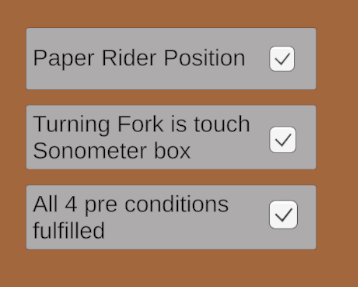 Paper Rider Position
Turning Fork is touch
Sonometer box
All 4 pre conditions
fulfilled